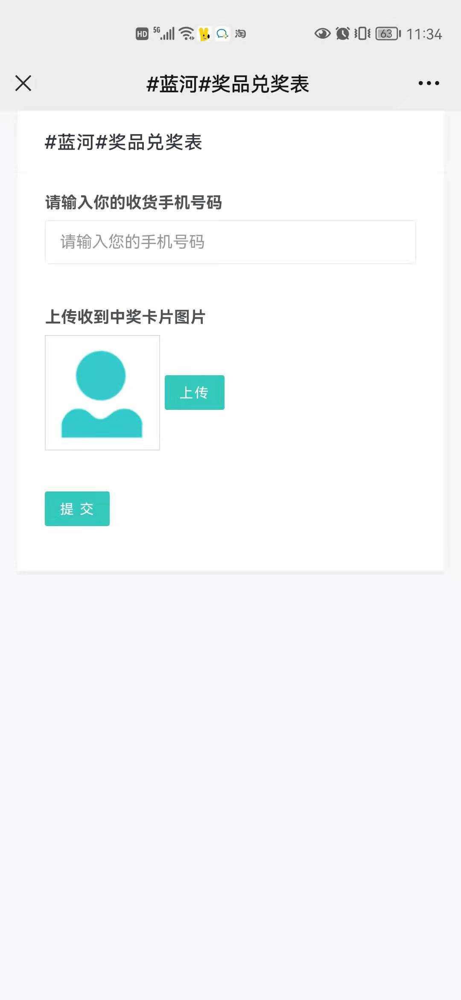 HD 5G 淘 63 11:34
#蓝河#奖品兑奖表
#蓝河#奖品兑奖表
请输入你的收货手机号码
请输入您的手机号码
上传收到中奖卡片图片
上传
提 交